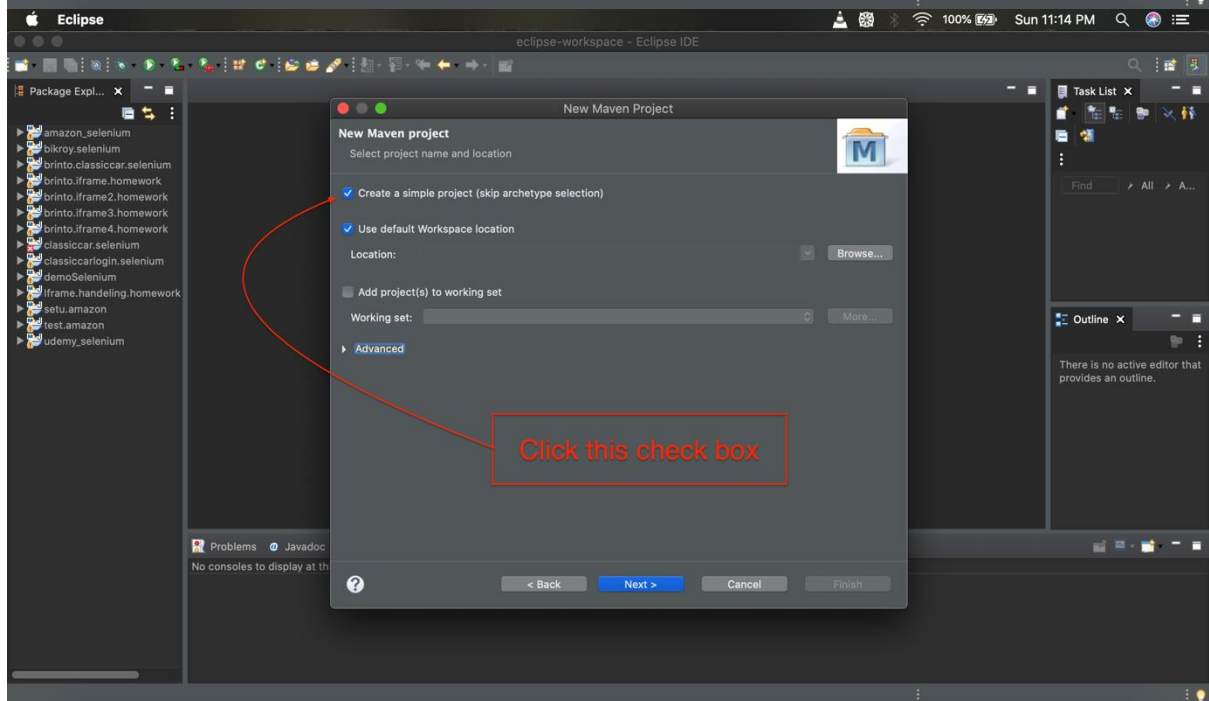 Eclipse
100%
Sun 11:14 PM
eclipse-workspace - Eclipse IDE
Package Expl...
amazon_selenium
bikroy.selenium
brinto.classiccar.selenium
brinto.iframe.homework
brinto.iframe2.homework
brinto.iframe3.homework
brinto.iframe4.homework
classiccar.selenium
classiccarlogin.selenium
demoSelenium
Iframe.handeling.homework
setu.amazon
test.amazon
udemy_selenium
New Maven Project
New Maven project
Select project name and location
M
Create a simple project (skip archetype selection)
Use default Workspace location
Location:
Browse...
Add project(s) to working set
Working set:
More...
Advanced
Click this check box
?
< Back
Next >
Cancel
Finish
Task List
Find
All
A...
Outline
There is no active editor that
provides an outline.
Problems
@ Javadoc
No consoles to display at th